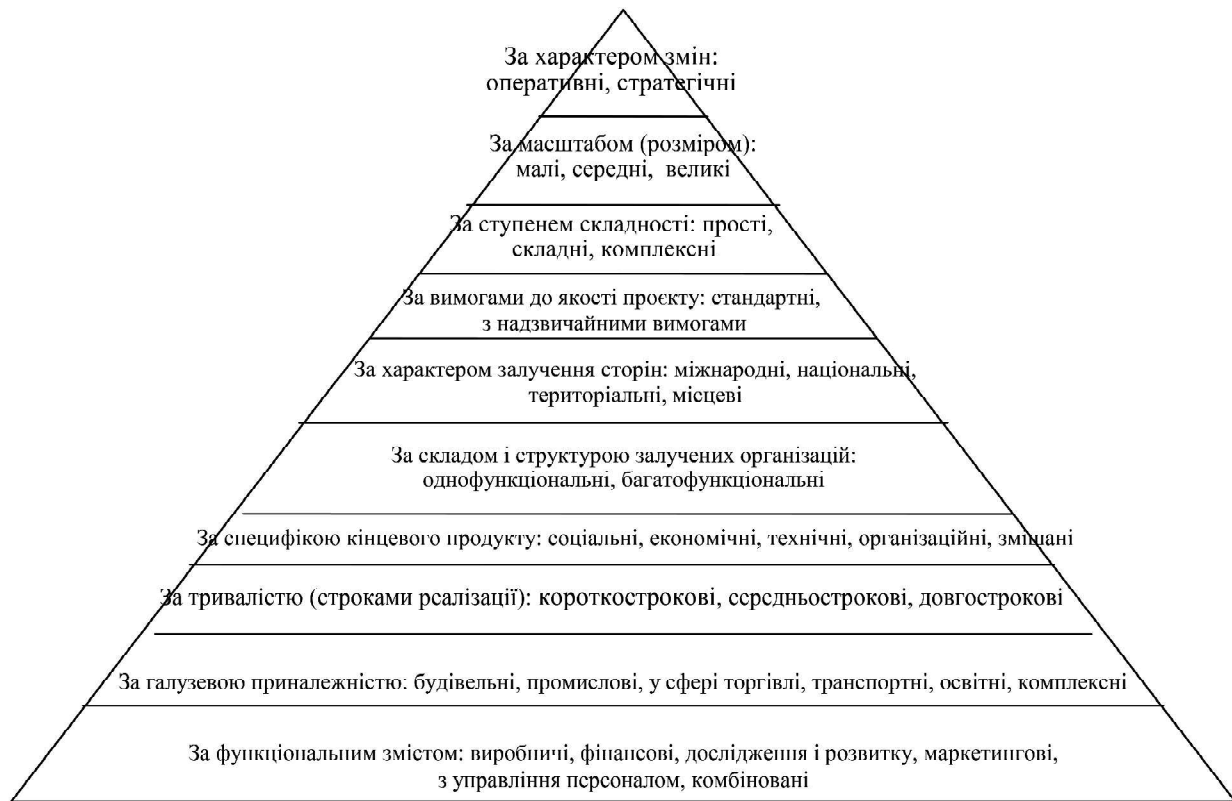 За характером змін:
оперативні, стратегічні
За масштабом (розміром):
малі, середні, великі
За ступенем складності: прості,
складні, комплексні
За вимогами до якості проєкту: стандартні,
з надзвичайними вимогами
За характером залучення сторін: міжнародні, національні,
територіальні, місцеві
За складом і структурою залучених організацій:
однофункціональні, багатофункціональні
За специфікою кінцевого продукту: соціальні, економічні, технічні, організаційні, змішані
За тривалістю (строками реалізації): короткострокові, середньострокові, довгострокові
За галузевою приналежністю: будівельні, промислові, у сфері торгівлі, транспортні, освітні, комплексні
За функціональним змістом: виробничі, фінансові, дослідження і розвитку, маркетингові,
з управління персоналом, комбіновані